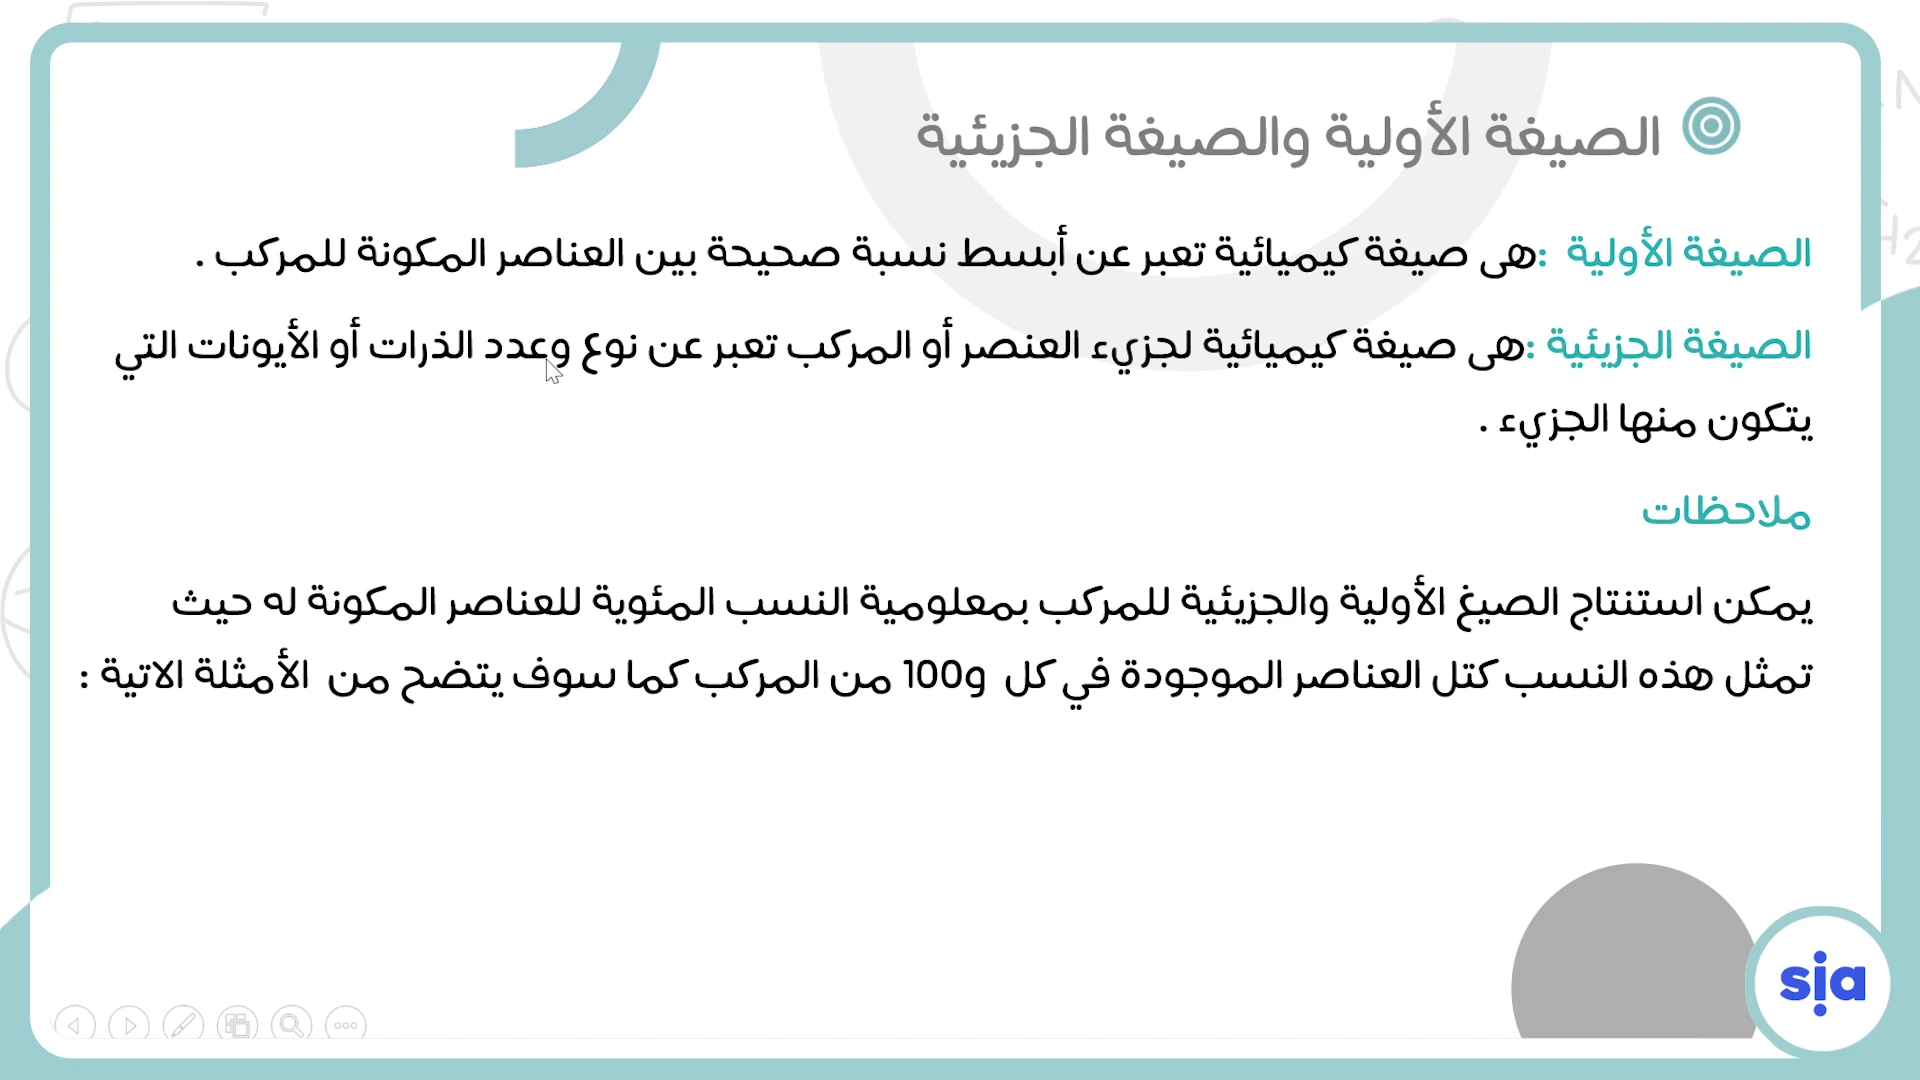 الصيغة الأولية والصيغة الجزيئية
الصيغة الأولية :هى صيغة كيميائية تعبر عن أبسط نسبة صحيحة بين العناصر المكونة للمركب .
الصيغة الجزيئية :هى صيغة كيميائية لجزيء العنصر أو المركب تعبر عن نوع وعدد الذرات أو الأيونات التي
يتكون منها الجزيء .
ملاحظات
يمكن استنتاج الصيغ الأولية والجزيئية للمركب بمعلومية النسب المئوية للعناصر المكونة له حيث
تمثل هذه النسب كتل العناصر الموجودة في كل و100 من المركب كما سوف يتضح من الأمثلة الاتية :
sia